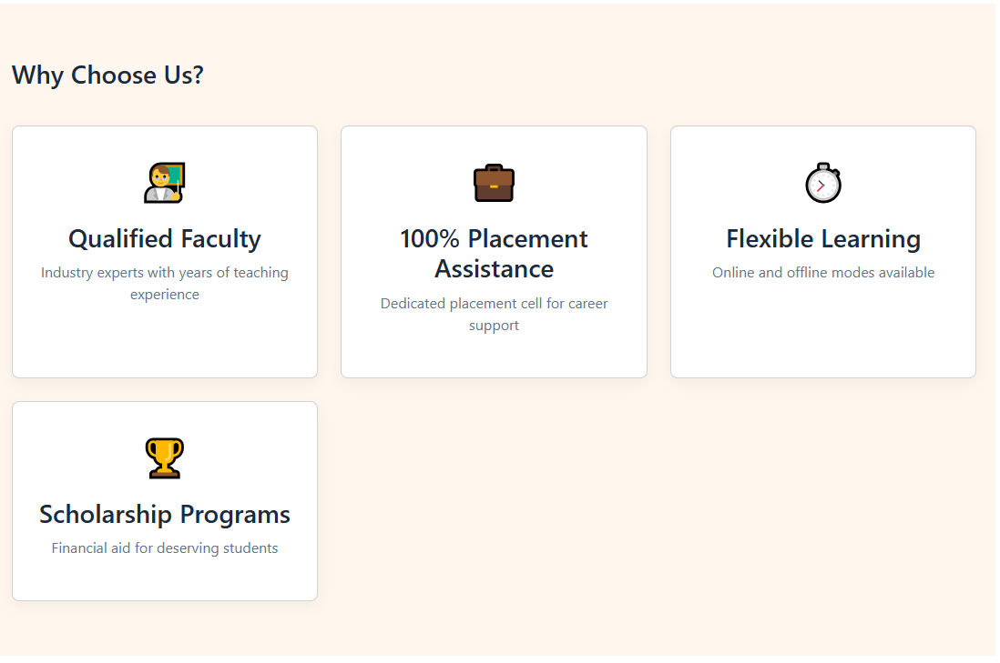 Why Choose Us?
Qualified Faculty
Industry experts with years of teaching
experience
100% Placement
Assistance
Dedicated placement cell for career
support
Flexible Learning
Online and offline modes available
Scholarship Programs
Financial aid for deserving students